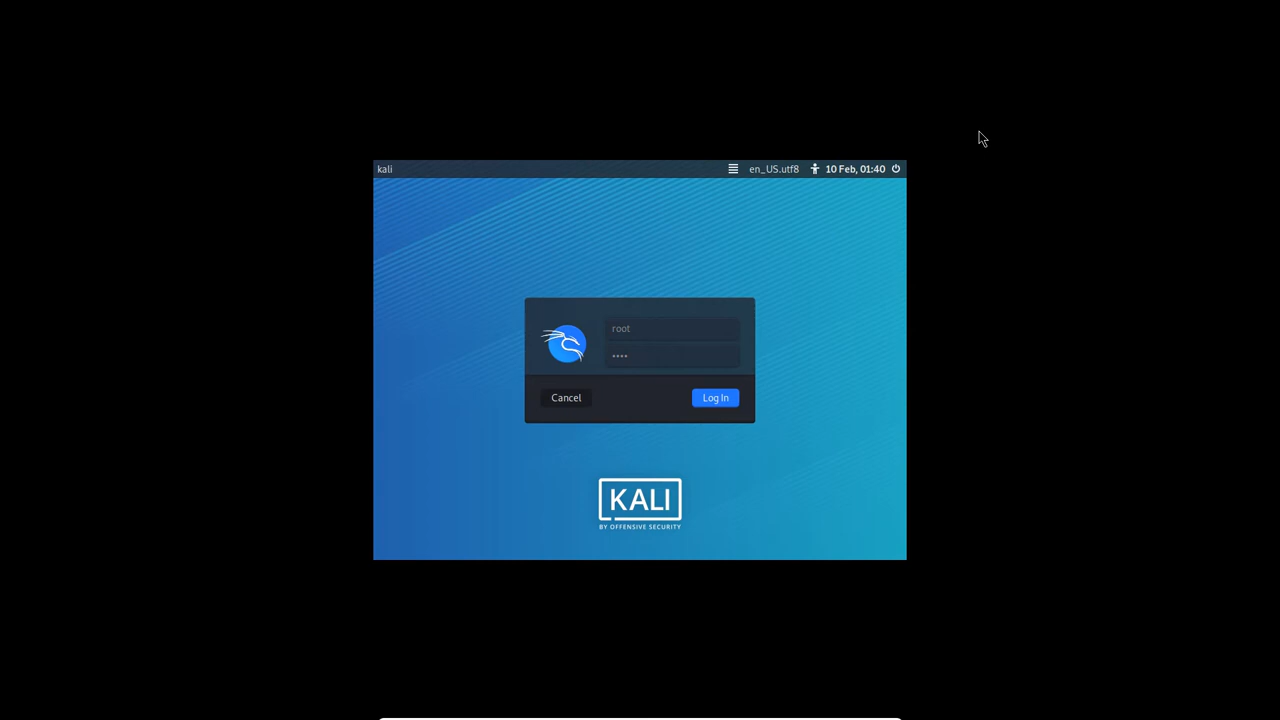 kali
en_US.utf8 10 Feb, 01:40
root
••••
Cancel Log In
KALI
BY OFFENSIVE SECURITY